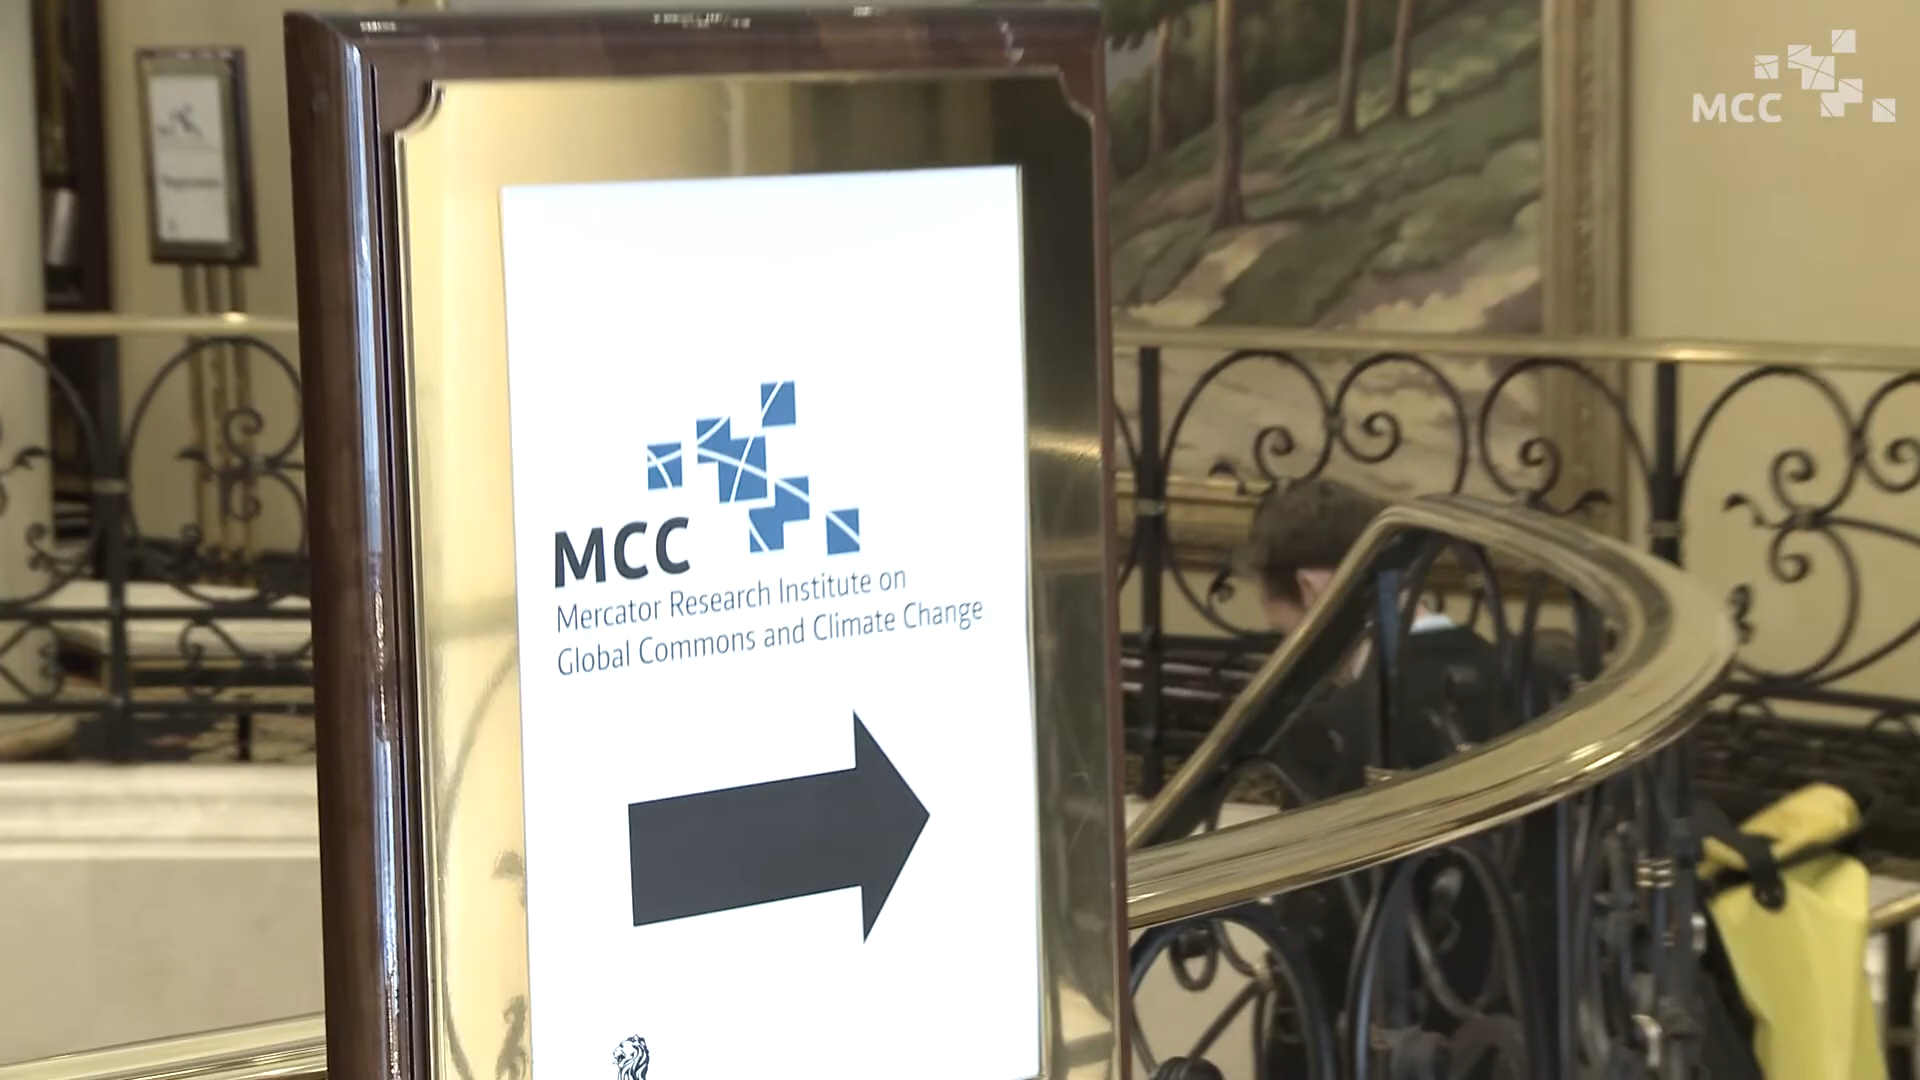 MCC
MCC
Mercator Research Institute on
Global Commons and Climate Change